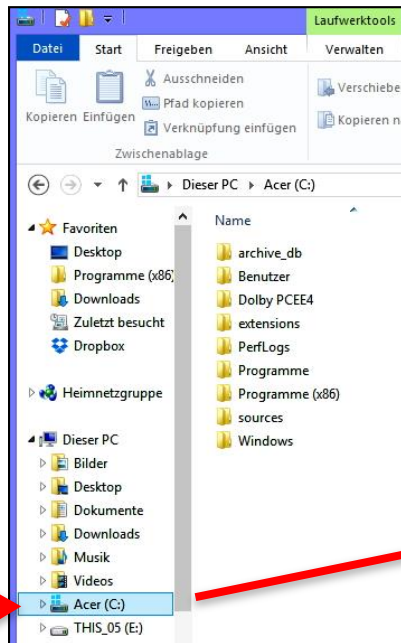 Laufwerktools
Datei Start Freigeben Ansicht Verwalten
Kopieren Einfügen
Ausschneiden
Pfad kopieren
Verknüpfung einfügen
Zwischenablage
Verschiebe
Kopieren n
Dieser PC Acer (C:)
Favoriten
Desktop
Programme (x86)
Downloads
Zuletzt besucht
Dropbox
Heimnetzgruppe
Dieser PC
Bilder
Desktop
Dokumente
Downloads
Musik
Videos
Acer (C:)
THIS_05 (E:)
Name
archive_db
Benutzer
Dolby PCEE4
extensions
PerfLogs
Programme
Programme (x86)
sources
Windows